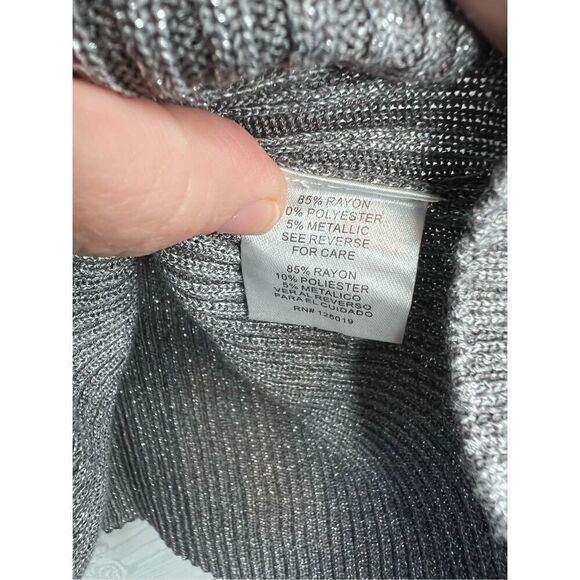 85% RAYON
0% POLYESTER
5% METALLIC
SEE REVERSE
FOR CARE
85% RAYON
10% POLIESTER
5% METALICO
VER AL REVERSO
PARA EL CUIDADO
RN# 126019